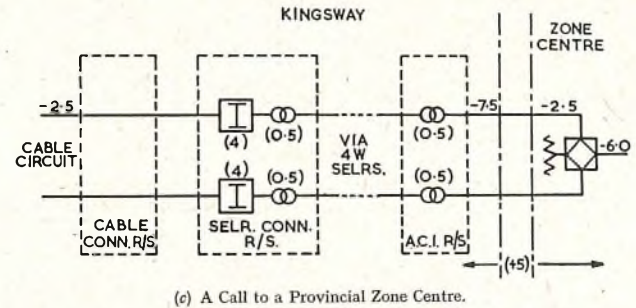 KINGSWAY
ZONE
CENTRE
-2.5
-7.5
-2.5
(4)
(0.5)
(0.5)
CABLE
CIRCUIT
VIA
4W
SELRS.
-6.0
(4)
(0.5)
(0.5)
CABLE
CONN. R/S
SELR. CONN.
R/S.
A.C.I. R/S
(+5)
(c) A Call to a Provincial Zone Centre.